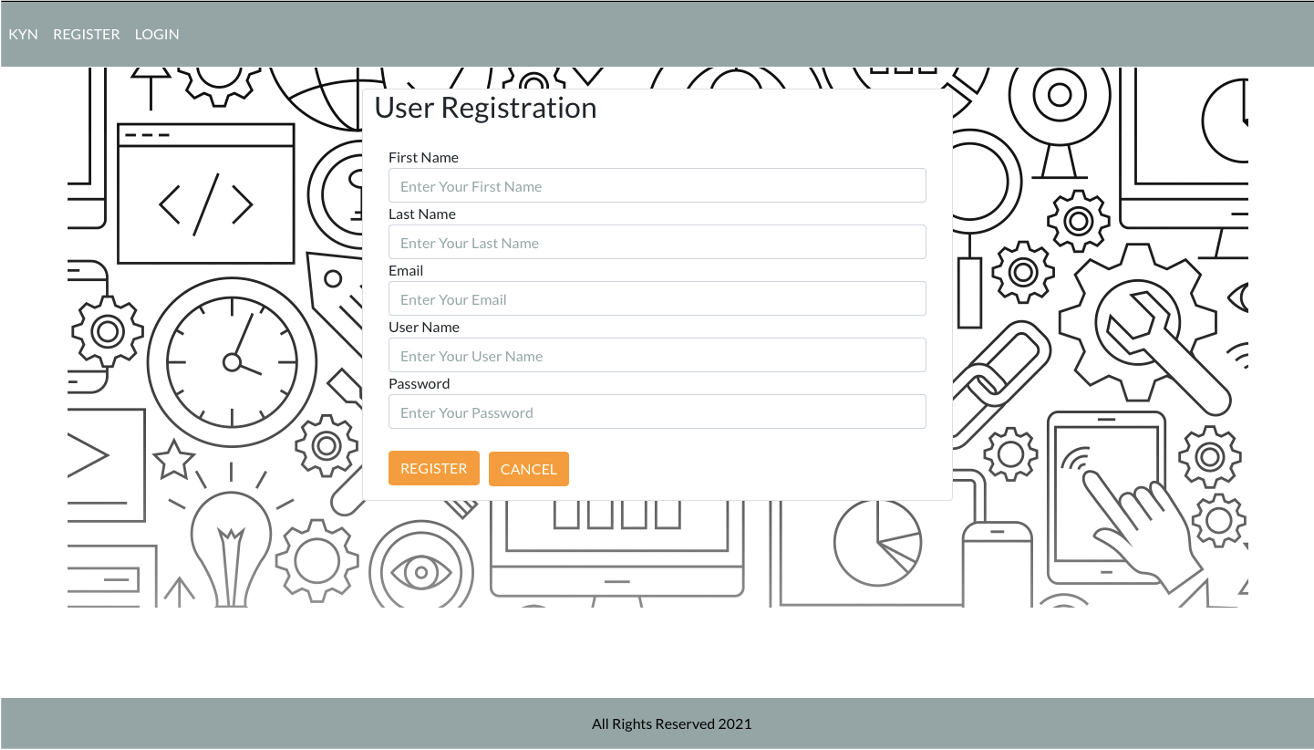 KYN REGISTER LOGIN
User Registration
First Name
Enter Your First Name
Last Name
Enter Your Last Name
Email
Enter Your Email
User Name
Enter Your User Name
Password
Enter Your Password
REGISTER CANCEL
All Rights Reserved 2021